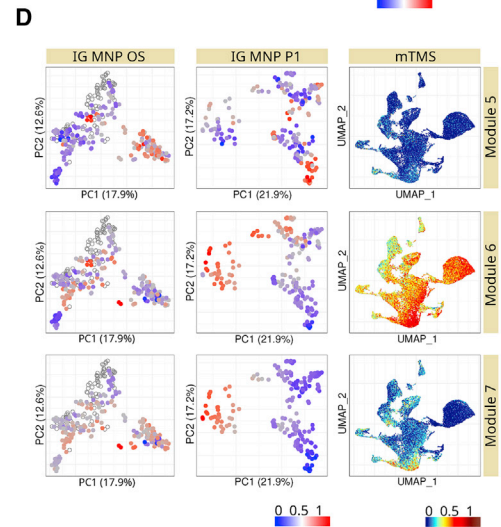 D
IG MNP OS
IG MNP P1
mTMS
PC2 (12.6%)
PC1 (17.9%)
PC2 (17.2%)
PC1 (21.9%)
UMAP_2
UMAP_1
Module 5
PC2 (12.6%)
PC1 (17.9%)
PC2 (17.2%)
PC1 (21.9%)
UMAP_2
UMAP_1
Module 6
PC2 (12.6%)
PC1 (17.9%)
PC2 (17.2%)
PC1 (21.9%)
UMAP_2
UMAP_1
Module 7
0 0.5 1
0 0.5 1